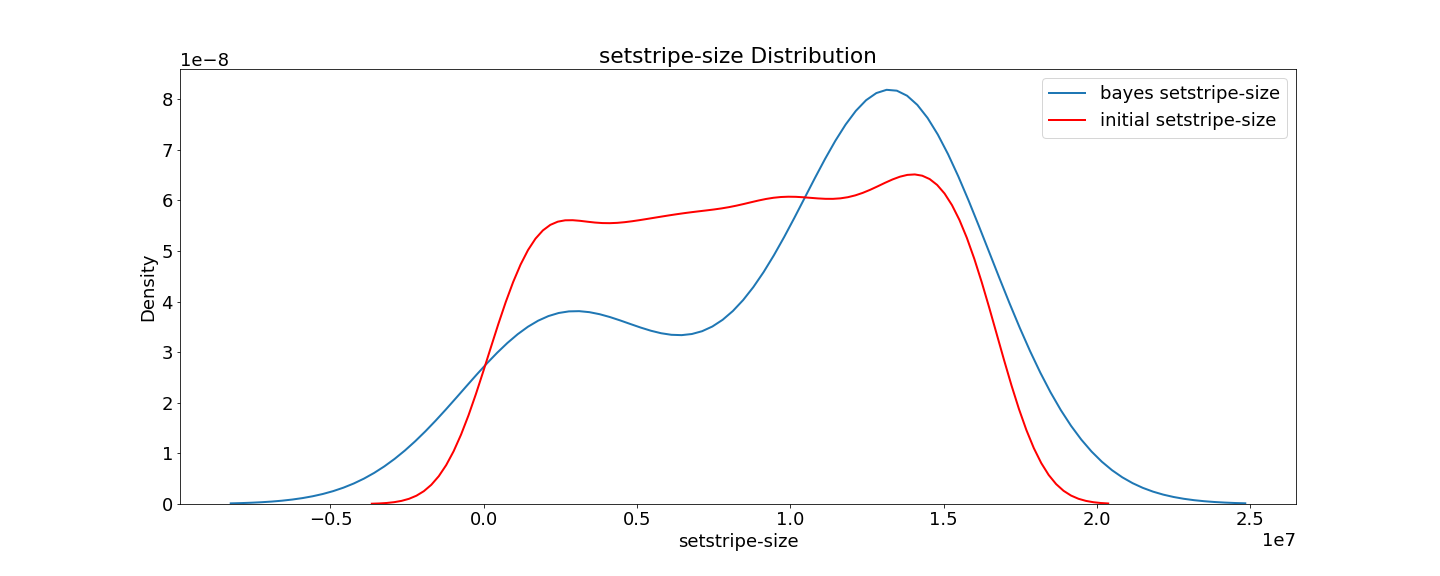 setstripe-size Distribution
1e−8
bayes setstripe-size
initial setstripe-size
8
7
6
5
4
3
2
1
0
Density
−0.5
0.0
0.5
1.0
1.5
2.0
2.5
setstripe-size
1e7